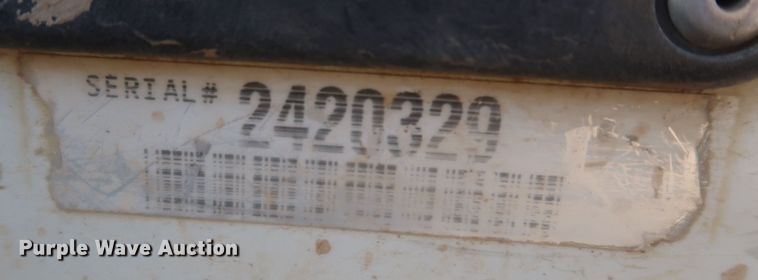 SERIAL# 2420329
Purple Wave Auction